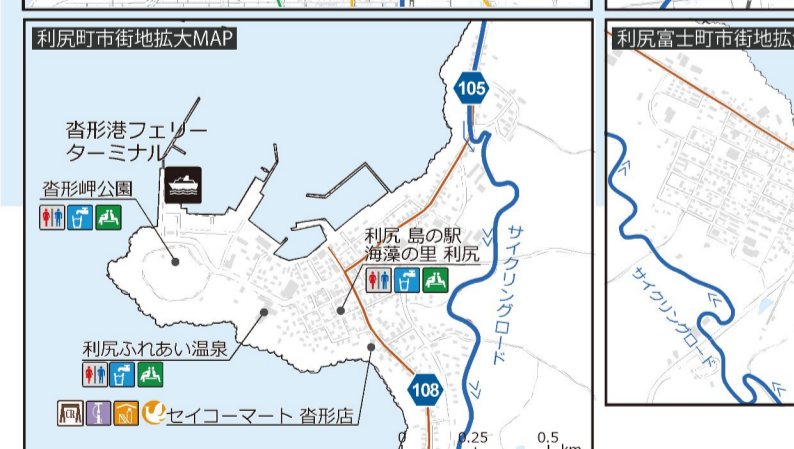 利尻町市街地拡大MAP
105
沓形港フェリー
ターミナル
沓形岬公園
利尻 島の駅
海藻の里 利尻
サイクリングロード
利尻ふれあい温泉
108
セイコーマート 沓形店
0 0.25 0.5
km
利尻富士町市街地拡
サイクリングロード